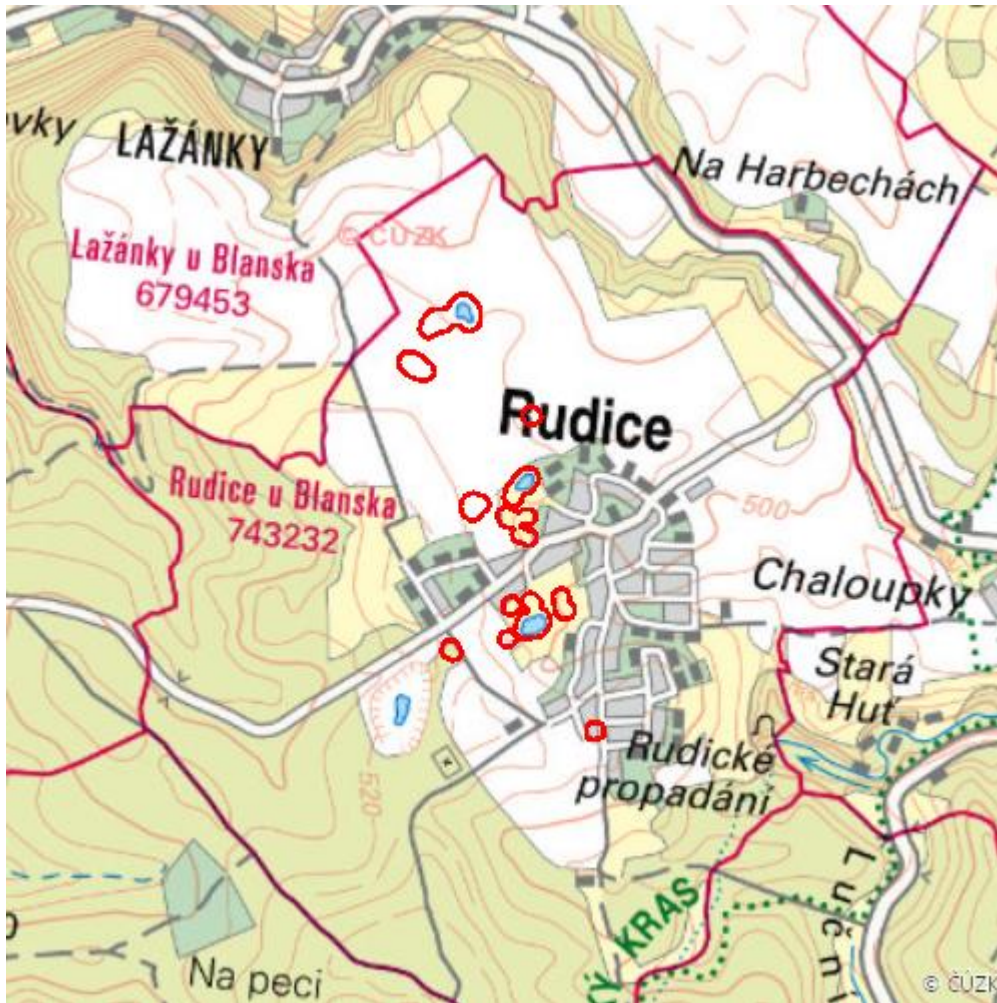 LAŽÁNKY
Na Harbechách
© ČÚZK
Lažánky u Blanska
679453
Rudice
Rudice u Blanska
743232
500
Chaloupky
Stará
Huť
Rudické
propadání
520
KRAS
Na peci
© ČÚZK